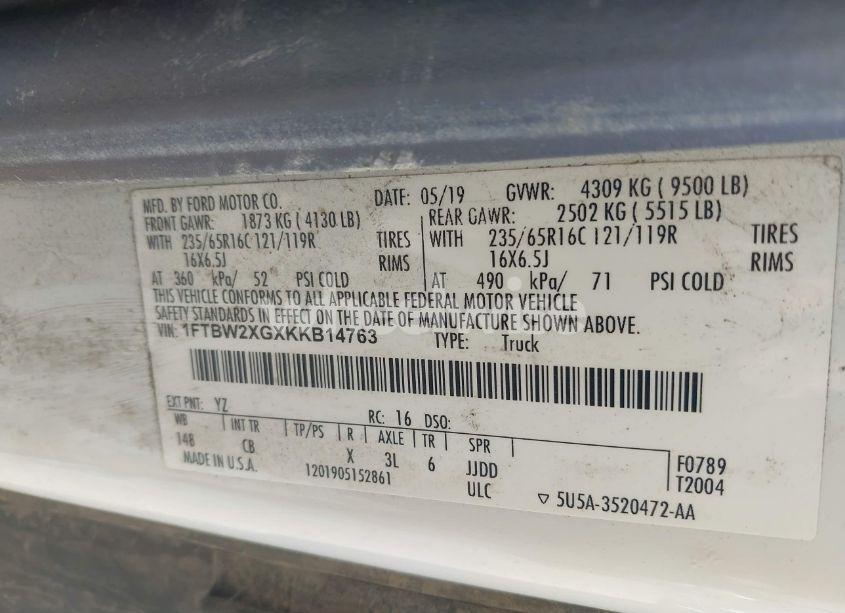 MFD. BY FORD MOTOR CO. DATE: 05/19 GVWR: 4309 KG ( 9500 LB)
FRONT GAWR: 1873 KG ( 4130 LB) REAR GAWR: 2502 KG ( 5515 LB)
WITH 235/65R16C 121/119R TIRES WITH 235/65R16C 121/119R TIRES
16X6.5J RIMS 16X6.5J RIMS
AT 360 kPa/ 52 PSI COLD AT 490 kPa/ 71 PSI COLD
THIS VEHICLE CONFORMS TO ALL APPLICABLE FEDERAL MOTOR VEHICLE
SAFETY STANDARDS IN EFFECT ON THE DATE OF MANUFACTURE SHOWN ABOVE.
VIN: 1FTBW2XGXKKB14763 TYPE: Truck
EXT PNT: YZ RC: 16 DSO:
WB INT TR TP/PS R AXLE TR SPR
148 CB X 3L 6 JJDD F0789
MADE IN U.S.A. 1201905152861 ULC T2004
▽ 5U5A-3520472-AA